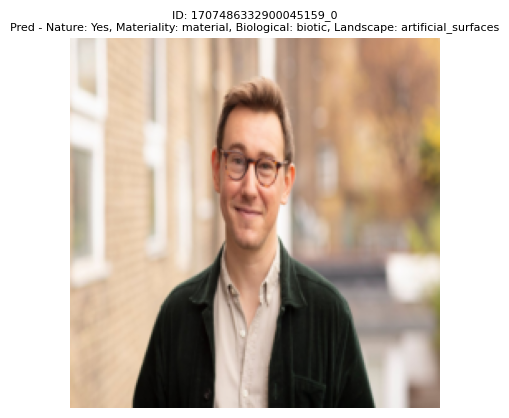 ID: 1707486332900045159_0
Pred - Nature: Yes, Materiality: material, Biological: biotic, Landscape: artificial_surfaces